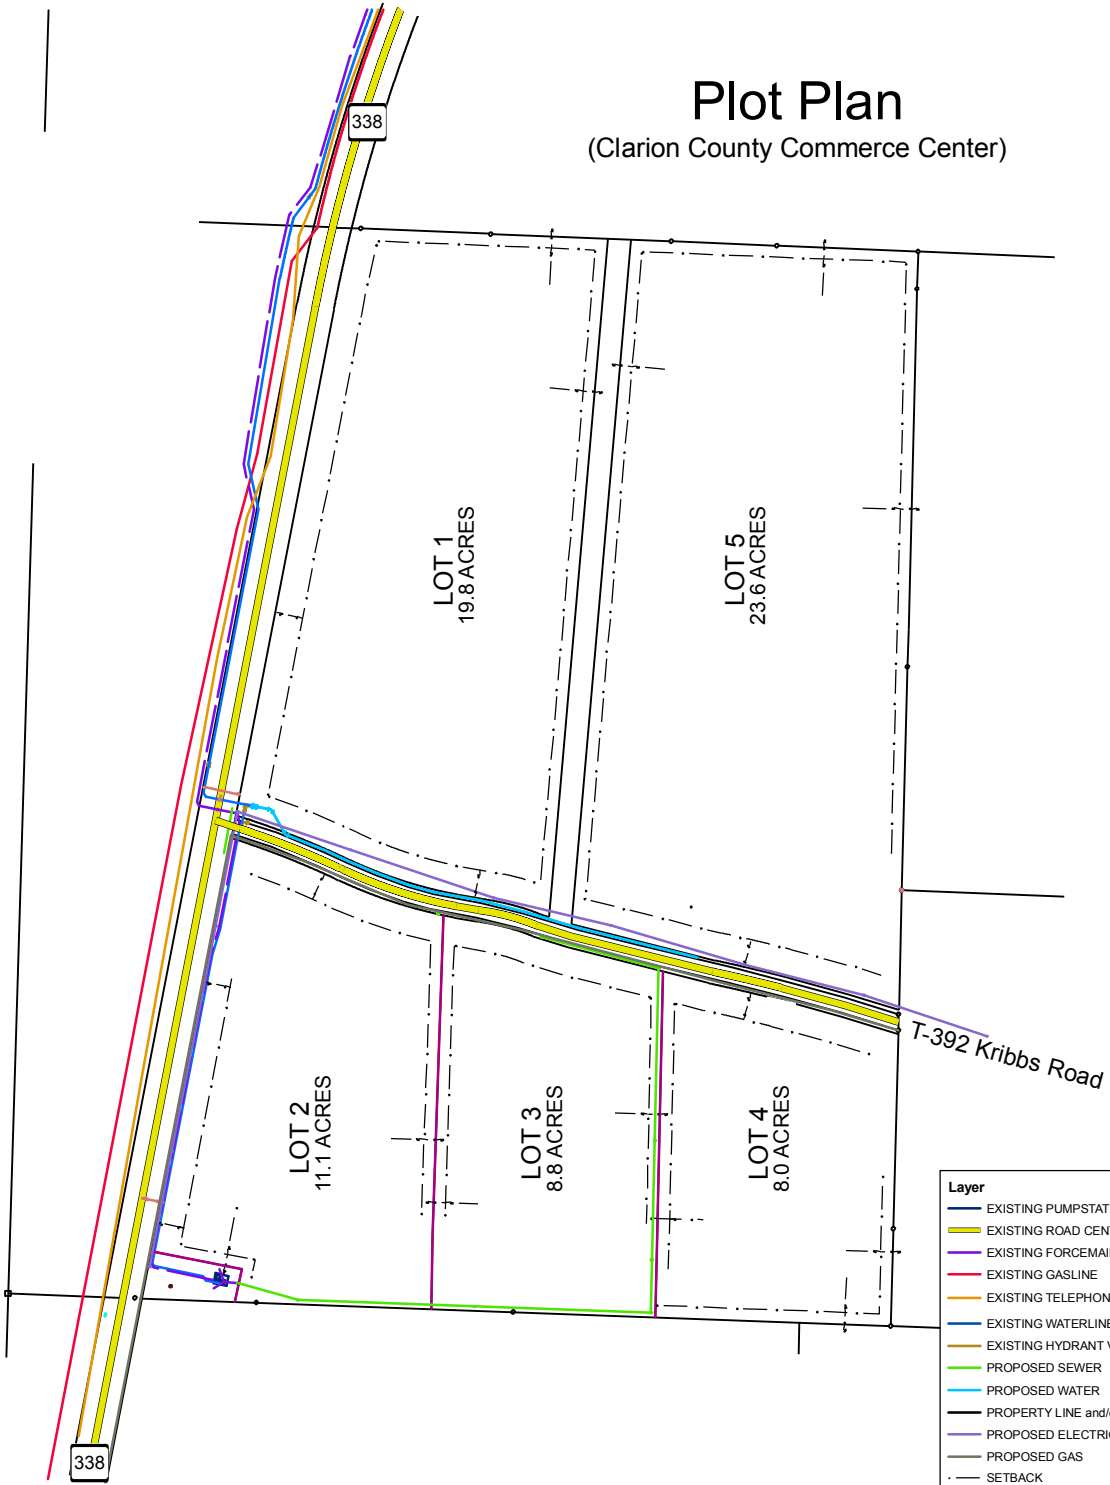 Plot Plan
(Clarion County Commerce Center)
338
LOT 1
19.8 ACRES
LOT 5
23.6 ACRES
T-392 Kribbs Road
LOT 2
11.1 ACRES
LOT 3
8.8 ACRES
LOT 4
8.0 ACRES
338
Layer
EXISTING PUMPSTAT
EXISTING ROAD CEN
EXISTING FORCEMAI
EXISTING GASLINE
EXISTING TELEPHON
EXISTING WATERLINE
EXISTING HYDRANT V
PROPOSED SEWER
PROPOSED WATER
PROPERTY LINE and/
PROPOSED ELECTRI
PROPOSED GAS
SETBACK